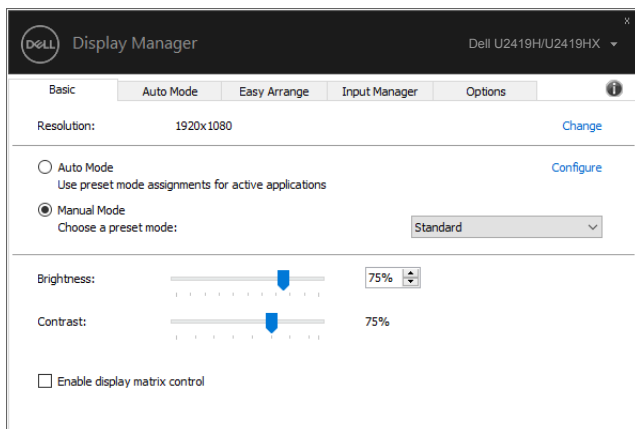 x
DELL Display Manager Dell U2419H/U2419HX
Basic Auto Mode Easy Arrange Input Manager Options i
Resolution: 1920x1080 Change
Auto Mode Configure
Use preset mode assignments for active applications
Manual Mode
Choose a preset mode: Standard
Brightness: 75%
Contrast: 75%
Enable display matrix control